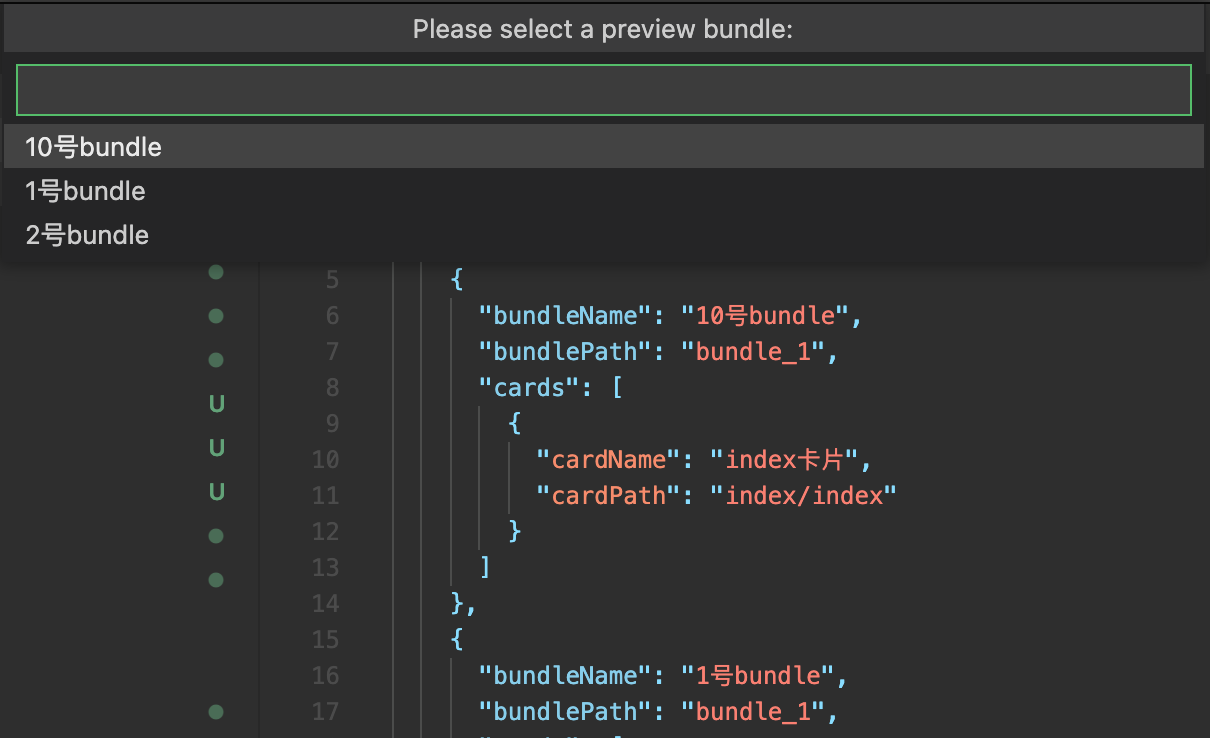 Please select a preview bundle:
10号bundle
1号bundle
2号bundle
5 {
6 "bundleName": "10号bundle",
7 "bundlePath": "bundle_1",
8 "cards": [
U
9 {
U
10 "cardName": "index卡片",
11 "cardPath": "index/index"
U
12 }
13 ]
14 },
15 {
16 "bundleName": "1号bundle",
17 "bundlePath": "bundle_1",